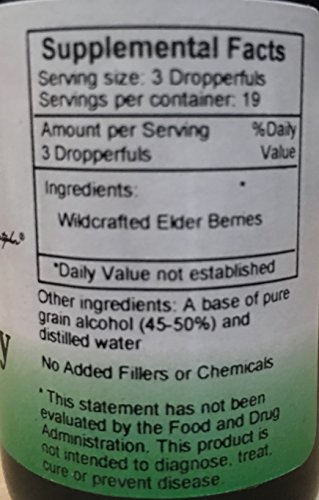 Supplemental Facts
Serving size: 3 Dropperfuls
Servings per container: 19
Amount per Serving %Daily
3 Dropperfuls Value
Ingredients: *
Wildcrafted Elder Berries
*Daily Value not established
Other ingredients: A base of pure
grain alcohol (45-50%) and
distilled water
No Added Fillers or Chemicals
*This statement has not been
evaluated by the Food and Drug
Administration. This product is
not intended to diagnose, treat,
cure or prevent disease.
y